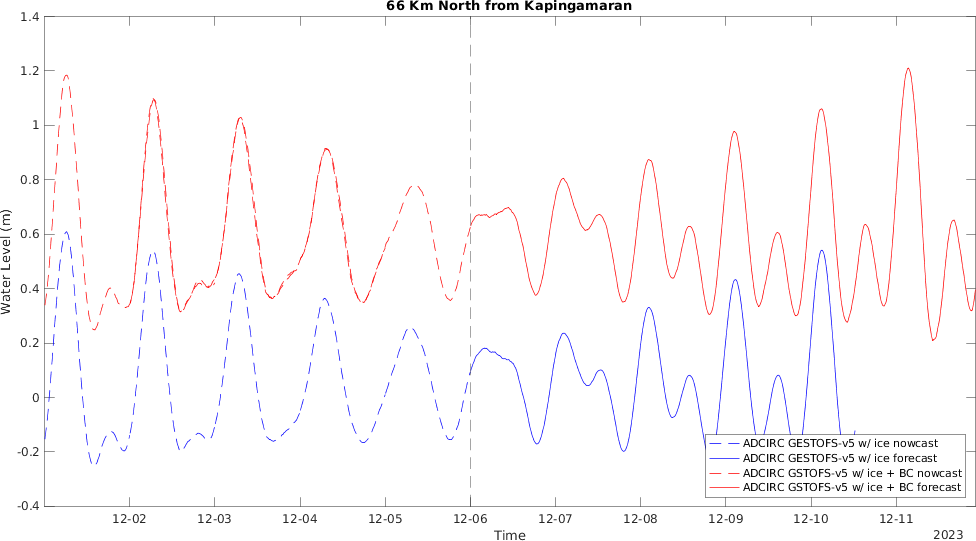 66 Km North from Kapingamaran
1.4
1.2
1
0.8
0.6
0.4
0.2
0
-0.2
-0.4
Water Level (m)
12-02 12-03 12-04 12-05 12-06 12-07 12-08 12-09 12-10 12-11
Time
2023
ADCIRC GESTOFS-v5 w/ ice nowcast
ADCIRC GESTOFS-v5 w/ ice forecast
ADCIRC GSTOFS-v5 w/ ice + BC nowcast
ADCIRC GSTOFS-v5 w/ ice + BC forecast